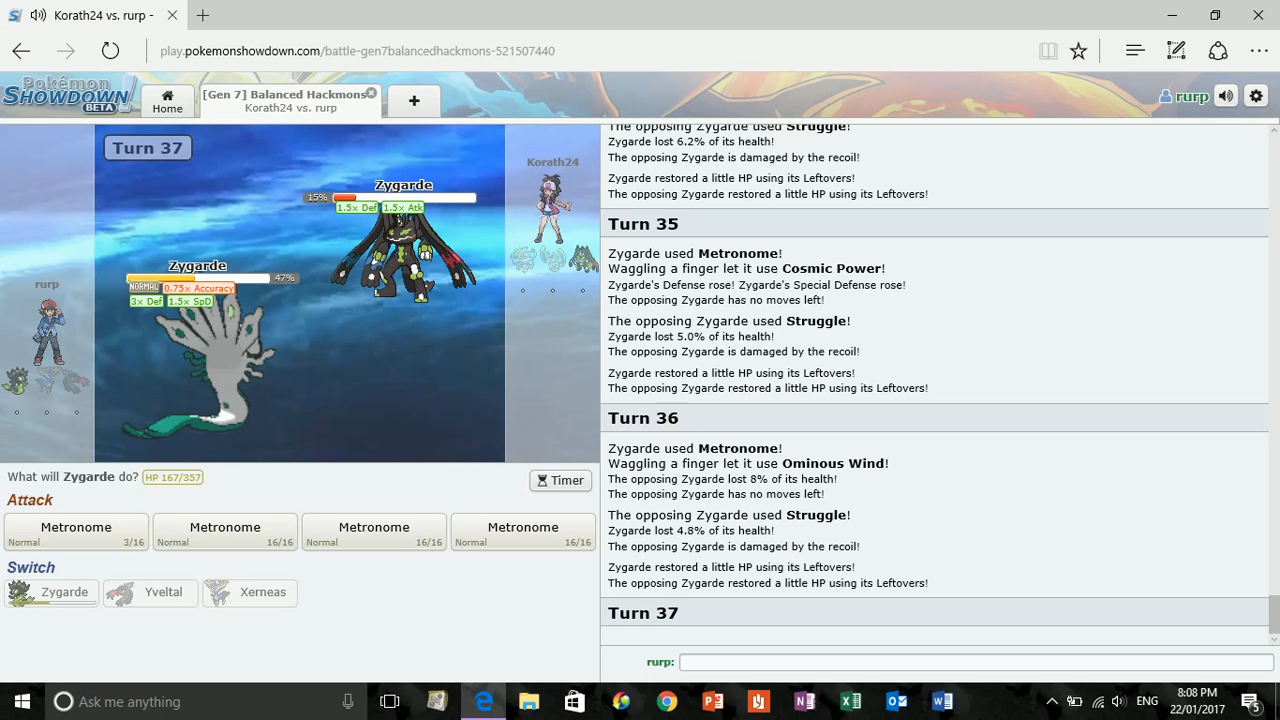 Korath24 vs. rurp -
play.pokemonshowdown.com/battle-gen7balancedhackmons-521507440
Pokémon
SHOWDOWN
BETA
Home
[Gen 7] Balanced Hackmons
Korath24 vs. rurp
+
rurp
Turn 37
Korath24
Zygarde
15%
1.5× Def 1.5× Atk
Zygarde
47%
NORMAL 0.75× Accuracy
3× Def 1.5× SpD
rurp
What will Zygarde do? HP 167/357
Timer
Attack
Metronome Metronome Metronome Metronome
Normal 3/16 Normal 16/16 Normal 16/16 Normal 16/16
Switch
Zygarde Yveltal Xerneas
The opposing Zygarde used Struggle!
Zygarde lost 6.2% of its health!
The opposing Zygarde is damaged by the recoil!
Zygarde restored a little HP using its Leftovers!
The opposing Zygarde restored a little HP using its Leftovers!
Turn 35
Zygarde used Metronome!
Waggling a finger let it use Cosmic Power!
Zygarde's Defense rose! Zygarde's Special Defense rose!
The opposing Zygarde has no moves left!
The opposing Zygarde used Struggle!
Zygarde lost 5.0% of its health!
The opposing Zygarde is damaged by the recoil!
Zygarde restored a little HP using its Leftovers!
The opposing Zygarde restored a little HP using its Leftovers!
Turn 36
Zygarde used Metronome!
Waggling a finger let it use Ominous Wind!
The opposing Zygarde lost 8% of its health!
The opposing Zygarde has no moves left!
The opposing Zygarde used Struggle!
Zygarde lost 4.8% of its health!
The opposing Zygarde is damaged by the recoil!
Zygarde restored a little HP using its Leftovers!
The opposing Zygarde restored a little HP using its Leftovers!
Turn 37
rurp:
Ask me anything
ENG
8:08 PM
22/01/2017
5